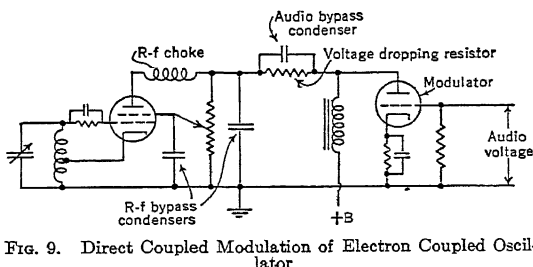 Audio bypass
condenser
R-f choke
Voltage dropping resistor
Modulator
Audio
voltage
R-f bypass
condensers
+B
FIG. 9. Direct Coupled Modulation of Electron Coupled Oscil-
lator